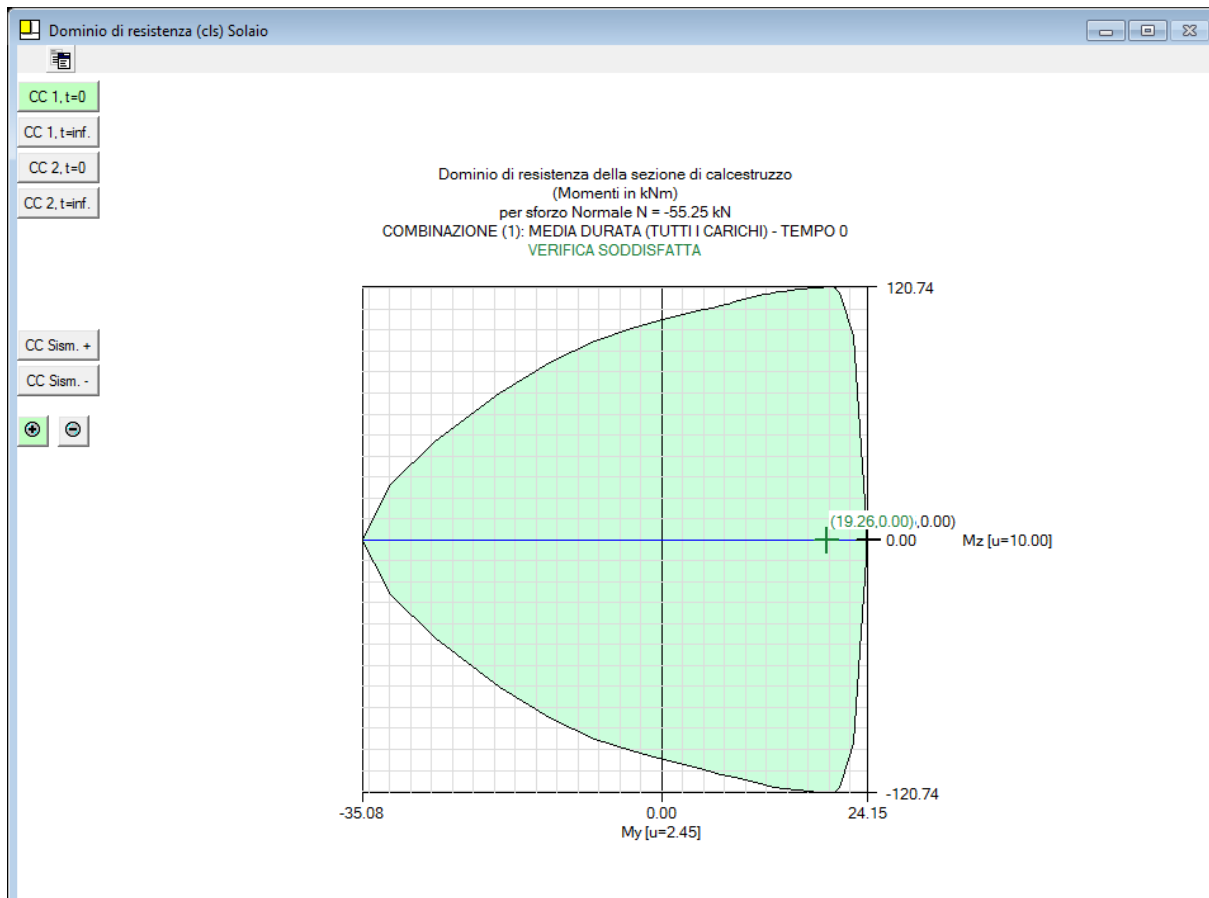 Dominio di resistenza (cls) Solaio
CC 1, t=0
CC 1, t=inf.
CC 2, t=0
CC 2, t=inf.
CC Sism. +
CC Sism. -
Dominio di resistenza della sezione di calcestruzzo
(Momenti in kNm)
per sforzo Normale N = -55.25 kN
COMBINAZIONE (1): MEDIA DURATA (TUTTI I CARICHI) - TEMPO 0
VERIFICA SODDISFATTA
120.74
(19.26,0.00)
,0.00)
0.00
Mz [u=10.00]
-120.74
-35.08
0.00
24.15
My [u=2.45]